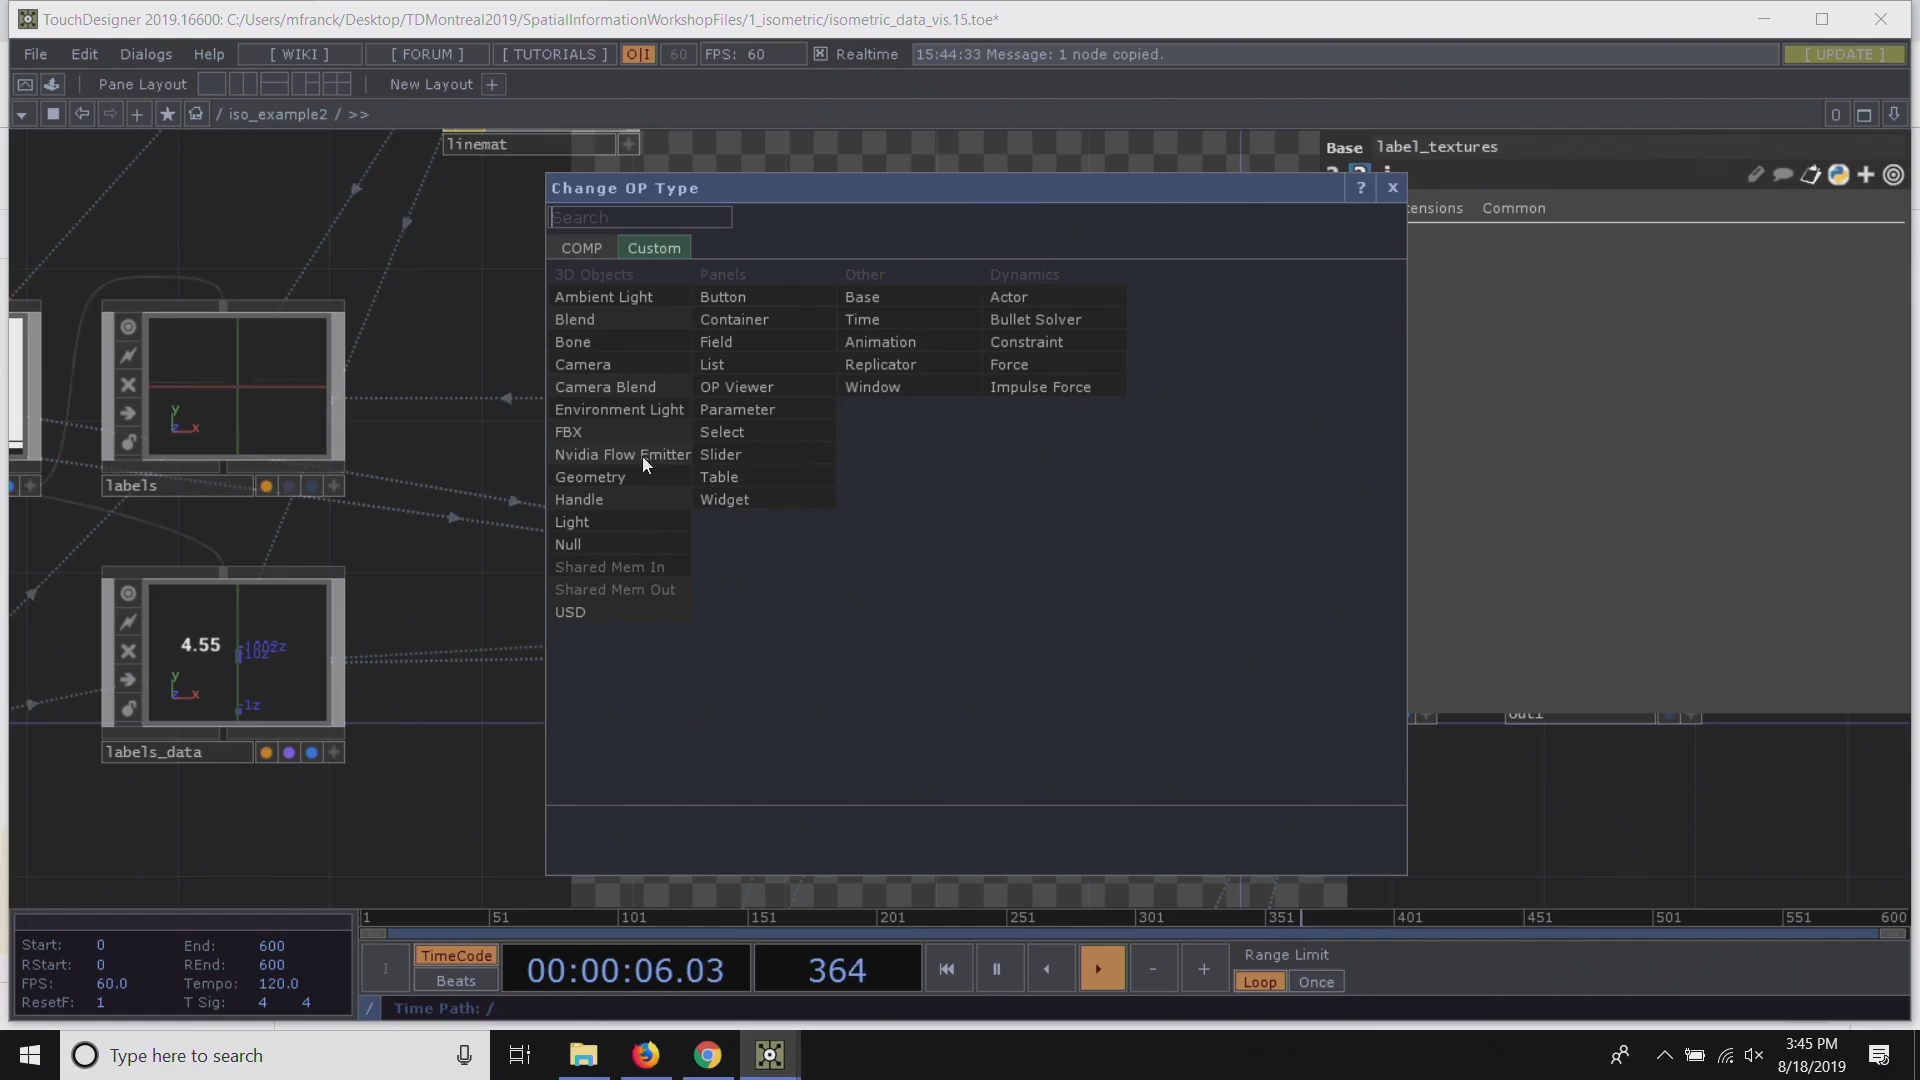 TouchDesigner 2019.16600: C:/Users/mfranck/Desktop/TDMontreal2019/SpatialInformationWorkshopFiles/1_isometric/isometric_data_vis.15.toe*
File Edit Dialogs Help [ WIKI ] [ FORUM ] [ TUTORIALS ] O|I 60 FPS: 60 Realtime 15:44:33 Message: 1 node copied. [ UPDATE ]
Pane Layout New Layout +
/ iso_example2 / >> 0
linemat
Base label_textures
Change OP Type ? x
Search
Common
COMP Custom
3D Objects Panels Other Dynamics
Ambient Light Button Base Actor
Blend Container Time Bullet Solver
Bone Field Animation Constraint
Camera List Replicator Force
Camera Blend OP Viewer Window Impulse Force
Environment Light Parameter
FBX Select
Nvidia Flow Emitter Slider
Geometry Table
Handle Widget
Light
Null
Shared Mem In
Shared Mem Out
USD
y
z x
labels
4.55
y
z x
-1z
labels_data
out1
1 51 101 151 201 251 301 351 401 451 501 551 600
Start: 0 End: 600
RStart: 0 REnd: 600
FPS: 60.0 Tempo: 120.0
ResetF: 1 T Sig: 4 4
I TimeCode Beats 00:00:06.03 364 - + Range Limit
Loop Once
/ Time Path: /
Type here to search
3:45 PM
8/18/2019